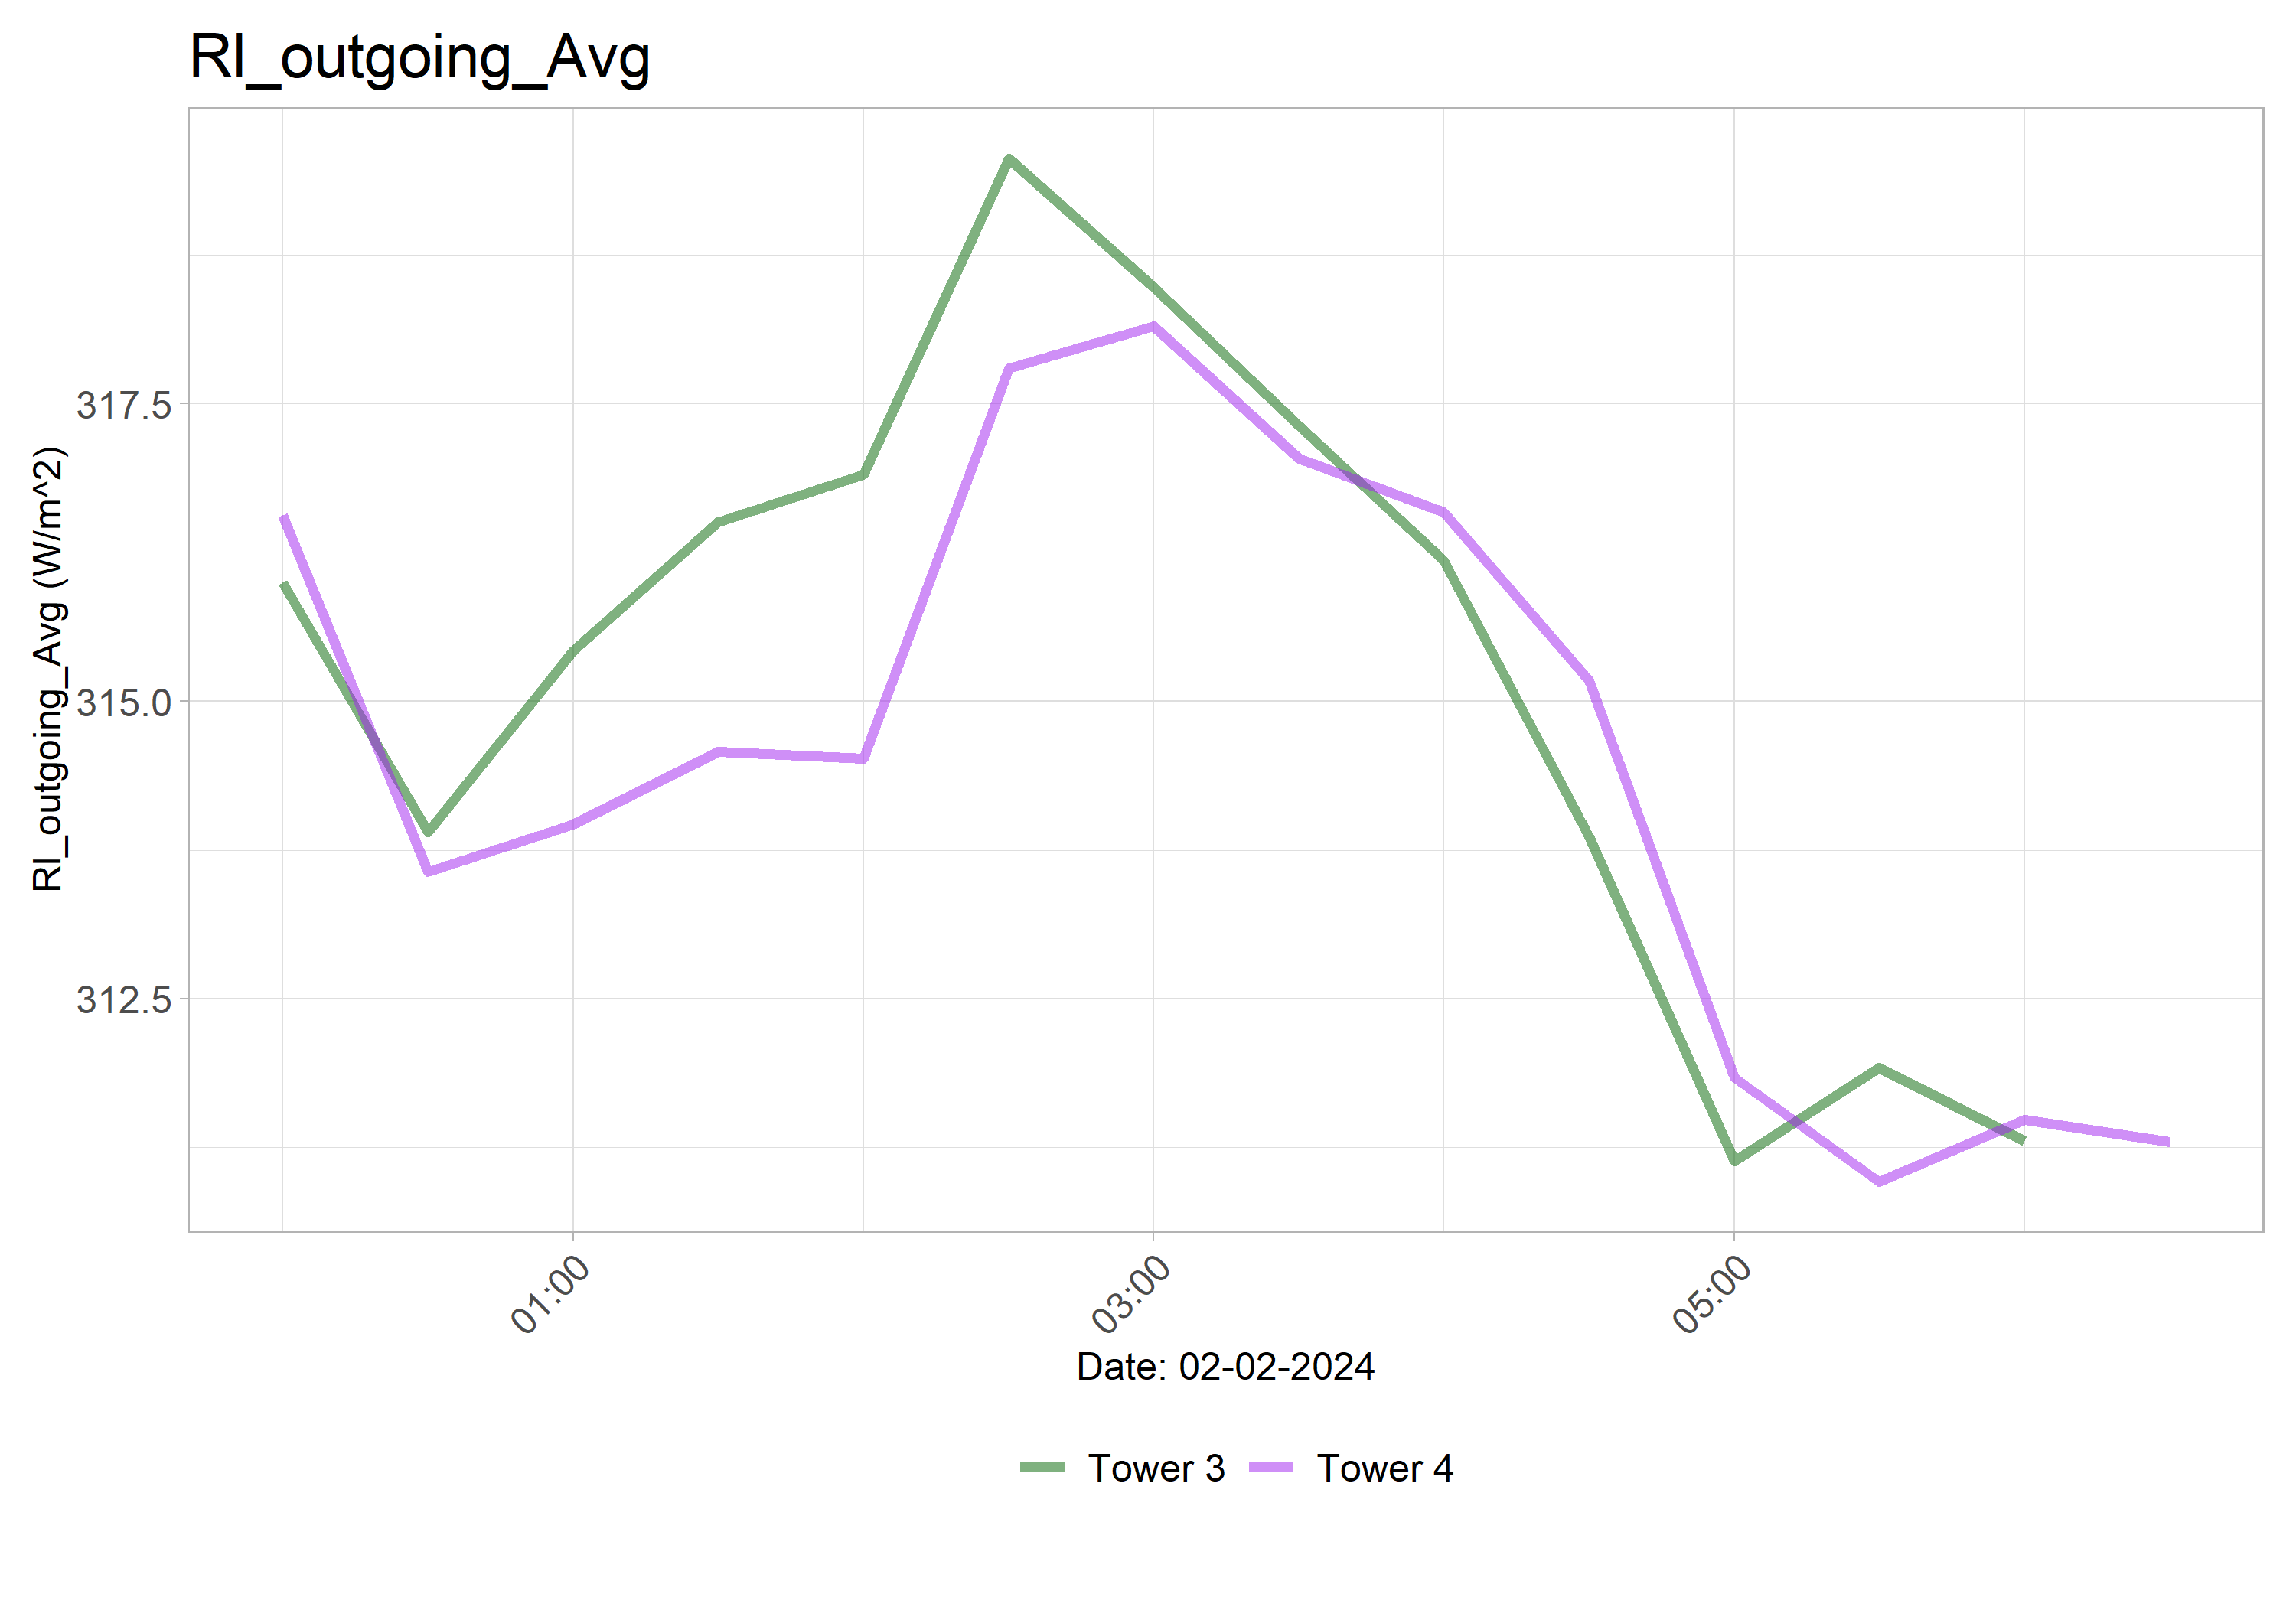 Rl_outgoing_Avg
Rl_outgoing_Avg (W/m^2)
317.5
315.0
312.5
01:00
03:00
05:00
Date: 02-02-2024
Tower 3
Tower 4